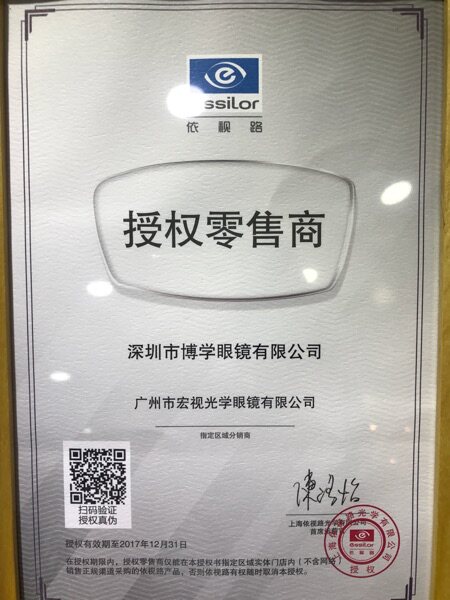 essilor
依视路
授权零售商
深圳市博学眼镜有限公司
广州市宏视光学眼镜有限公司
指定区域分销商
扫码验证
授权真伪
上海依视路光学有限公司
首席
授权有效期至2017年12月31日
在授权期限内，授权零售商仅能在本授权书指定区域实体门店内（不含网络
销售正规渠道采购的依视路产品，否则依视路有权随时取消本授权。
essilor
授权